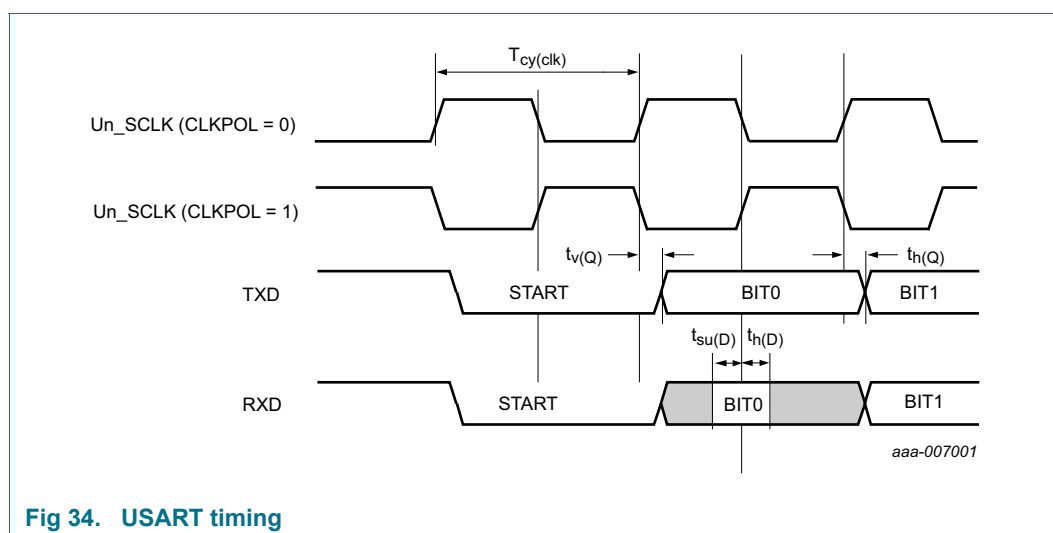 Tcy(clk)
Un_SCLK (CLKPOL = 0)
Un_SCLK (CLKPOL = 1)
tv(Q)
th(Q)
TXD
START
BIT0
BIT1
tsu(D)
th(D)
RXD
START
BIT0
BIT1
aaa-007001
Fig 34. USART timing